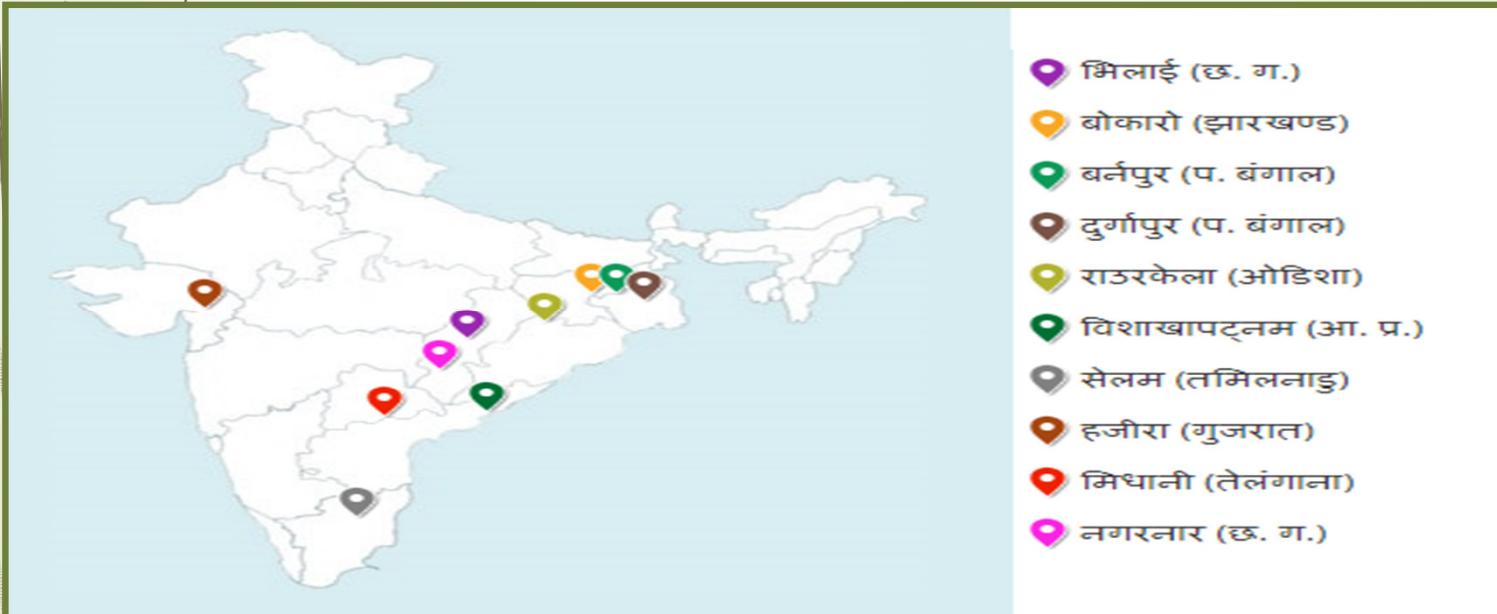 भिलाई (छ. ग.)
बोकारो (झारखण्ड)
बर्नपुर (प. बंगाल)
दुर्गापुर (प. बंगाल)
राउरकेला (ओडिशा)
विशाखापट्नम (आ. प्र.)
सेलम (तमिलनाडु)
हजीरा (गुजरात)
मिधानी (तेलंगाना)
नगरनार (छ. ग.)